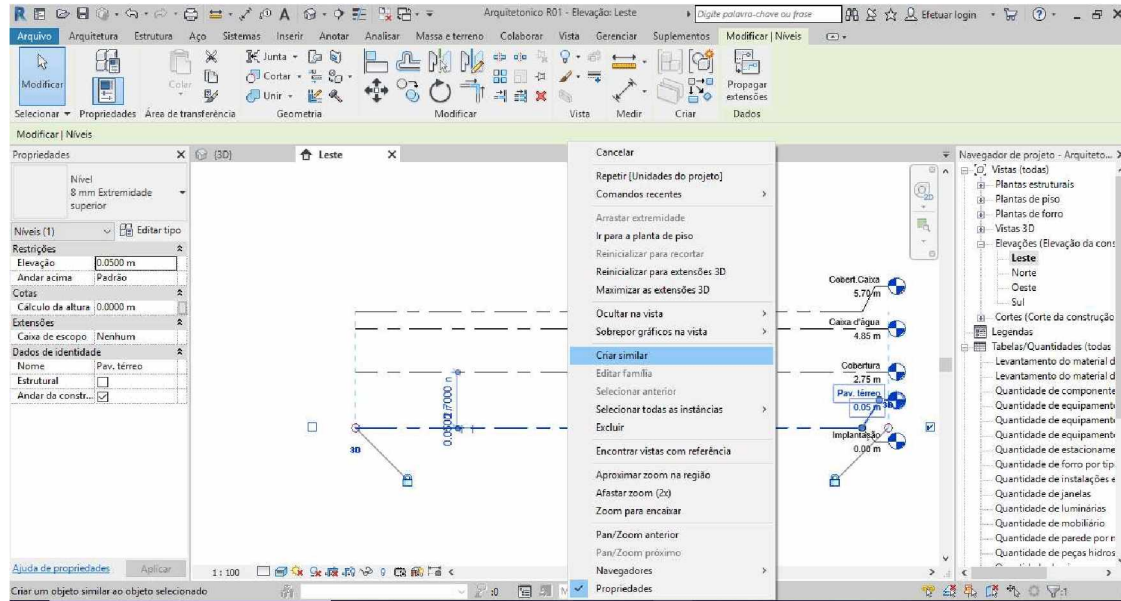 Arquitetonico R01 - Elevação: Leste
Digite palavra-chave ou frase
Efetuar login
Arquivo Arquitetura Estrutura Aço Sistemas Inserir Anotar Analisar Massa e terreno Colaborar Vista Gerenciar Suplementos Modificar | Níveis
Modificar
Colar
Junta
Cortar
Unir
Propagar
extensões
Selecionar Propriedades Área de transferência Geometria Modificar Vista Medir Criar Dados
Modificar | Níveis
Propriedades
Nível
8 mm Extremidade
superior
Níveis (1)
Editar tipo
Restrições
Elevação 0.0500 m
Andar acima Padrão
Cotas
Cálculo da altura 0.0000 m
Extensões
Caixa de escopo Nenhum
Dados de identidade
Nome Pav. térreo
Estrutural
Andar da constr...
Ajuda de propriedades
Aplicar
{3D}
Leste
3D
Cobert.Caixa
5.70 m
Caixa d'água
4.85 m
Cobertura
2.75 m
Pav. térreo
0.05 m
3D
Implantação
0.00 m
Cancelar
Repetir [Unidades do projeto]
Comandos recentes
Arrastar extremidade
Ir para a planta de piso
Reinicializar para recortar
Reinicializar para extensões 3D
Maximizar as extensões 3D
Ocultar na vista
Sobrepor gráficos na vista
Criar similar
Editar família
Selecionar anterior
Selecionar todas as instâncias
Excluir
Encontrar vistas com referência
Aproximar zoom na região
Afastar zoom (2x)
Zoom para encaixar
Pan/Zoom anterior
Pan/Zoom próximo
Navegadores
Propriedades
Navegador de projeto - Arquiteto...
Vistas (todas)
Plantas estruturais
Plantas de piso
Plantas de forro
Vistas 3D
Elevações (Elevação da cons
Leste
Norte
Oeste
Sul
Cortes (Corte da construção
Legendas
Tabelas/Quantidades (todas
Levantamento do material d
Levantamento do material d
Quantidade de componente
Quantidade de equipament
Quantidade de equipament
Quantidade de equipament
Quantidade de estacioname
Quantidade de forro por tip
Quantidade de instalações e
Quantidade de janelas
Quantidade de luminárias
Quantidade de mobiliário
Quantidade de parede por n
Quantidade de peças hidros
1 : 100
Criar um objeto similar ao objeto selecionado
:0
:1